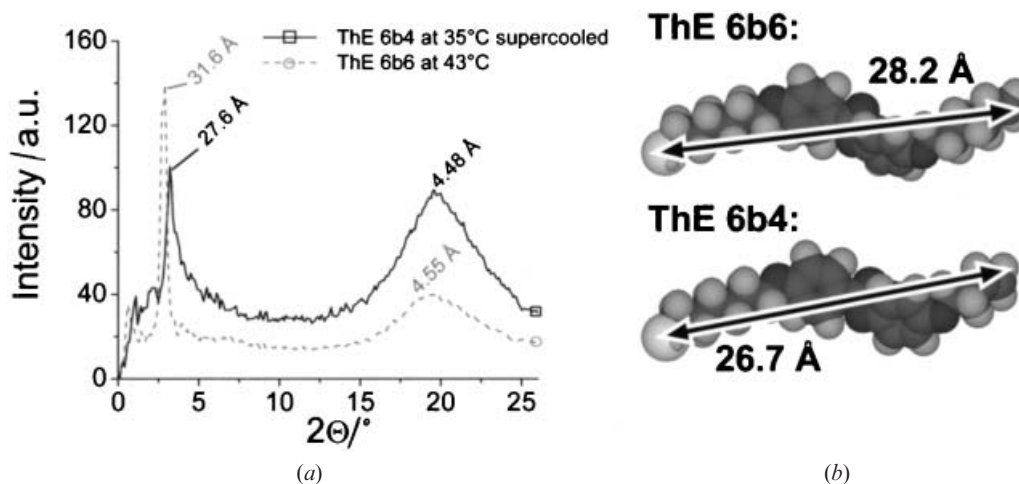 160
120
80
40
0
Intensity / a.u.
0 5 10 15 20 25
2Θ/°
ThE 6b4 at 35°C supercooled
ThE 6b6 at 43°C
31.6 Å
27.6 Å
4.48 Å
4.55 Å
(a)
ThE 6b6:
28.2 Å
ThE 6b4:
26.7 Å
(b)